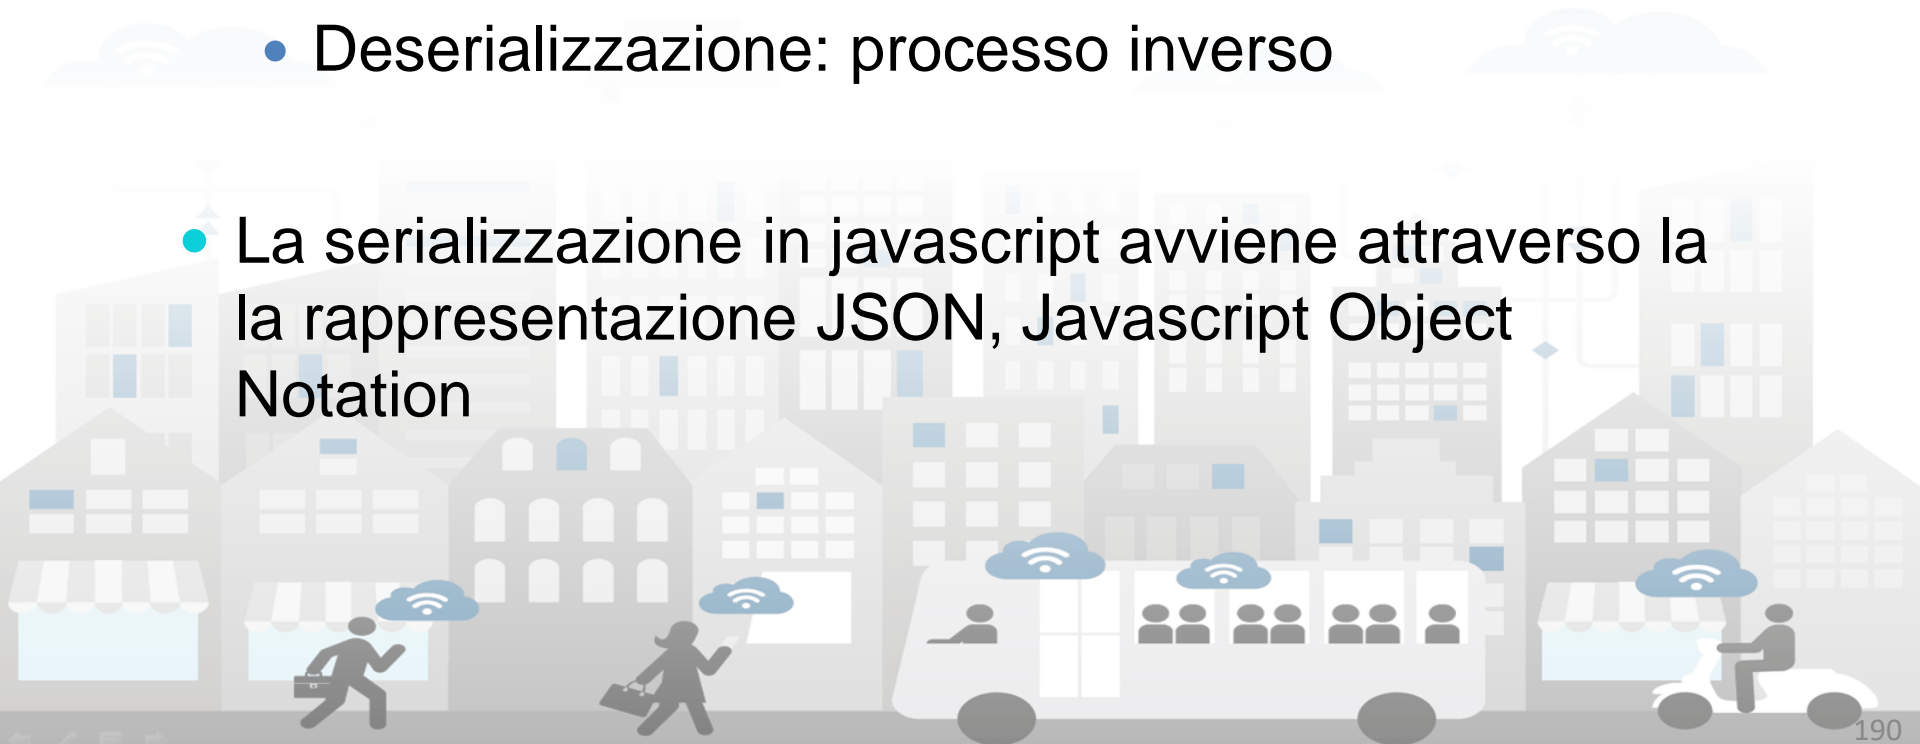 • Deserializzazione: processo inverso
• La serializzazione in javascript avviene attraverso la
la rappresentazione JSON, Javascript Object
Notation
190